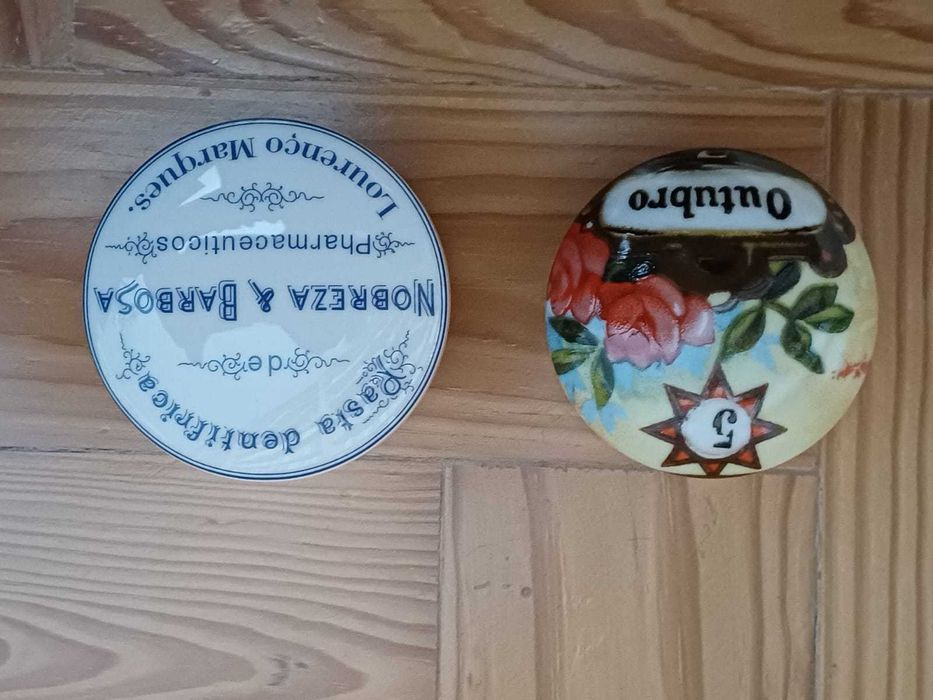 Pasta dentifrica
de
NOBREZA & BARBOSA
Pharmaceuticos
Lourenço Marques.
5
Outubro